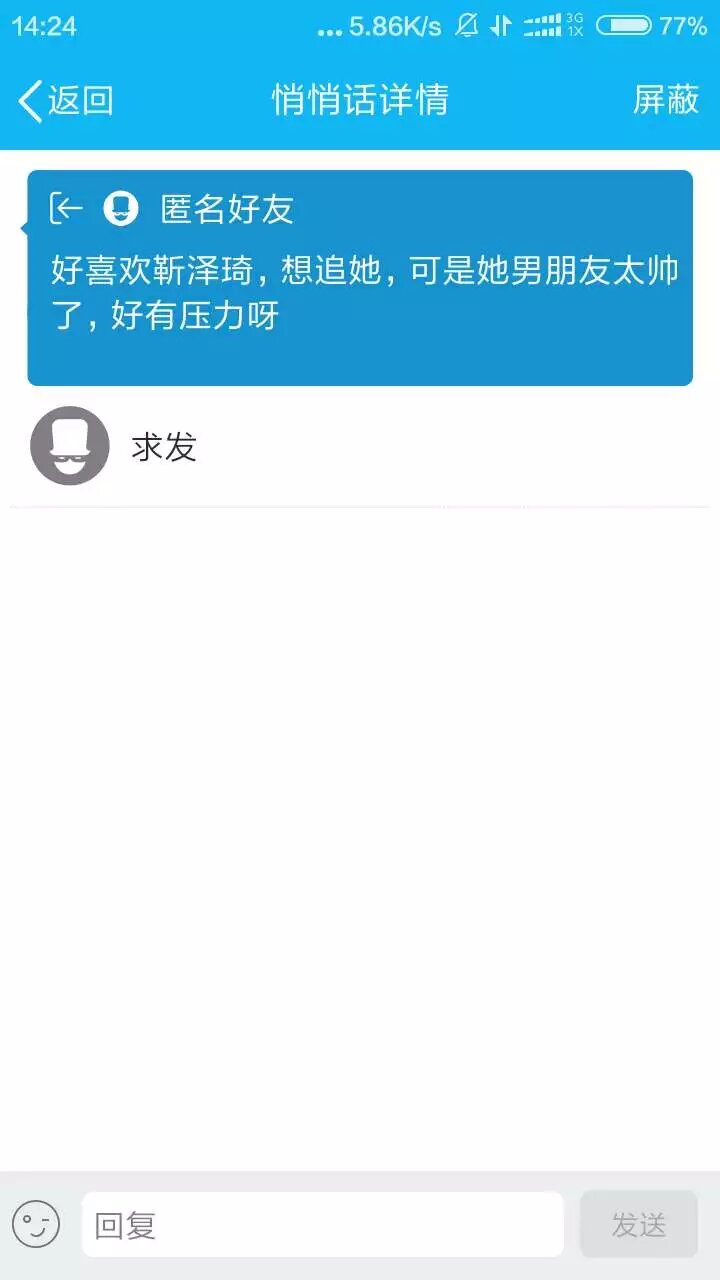 14:24 ... 5.86K/s 3G 1X 77%
返回 悄悄话详情 屏蔽
匿名好友
好喜欢靳泽琦，想追她，可是她男朋友太帅
了，好有压力呀
求发
回复 发送